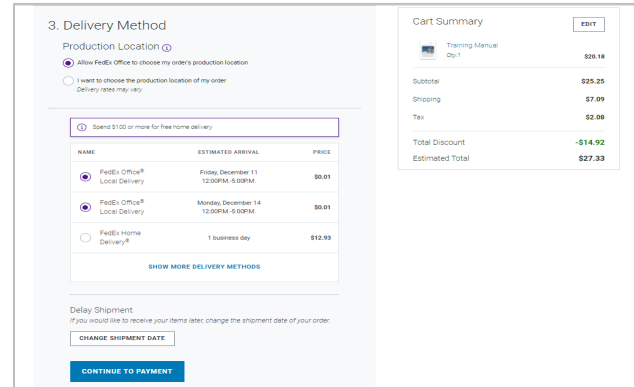 3. Delivery Method
Production Location
Allow FedEx Office to choose my order's production location
I want to choose the production location of my order
Delivery rates may vary
Spend $100 or more for free home delivery
NAME ESTIMATED ARRIVAL PRICE
FedEx Office® Local Delivery Friday, December 11 12:00P.M.-5:00P.M. $0.01
FedEx Office® Local Delivery Monday, December 14 12:00P.M.-5:00P.M. $0.01
FedEx Home Delivery® 1 business day $12.93
SHOW MORE DELIVERY METHODS
Delay Shipment
If you would like to receive your items later, change the shipment date of your order.
CHANGE SHIPMENT DATE
CONTINUE TO PAYMENT
Cart Summary EDIT
Training Manual
Qty:1 $20.18
Subtotal $25.25
Shipping $7.09
Tax $2.08
Total Discount -$14.92
Estimated Total $27.33